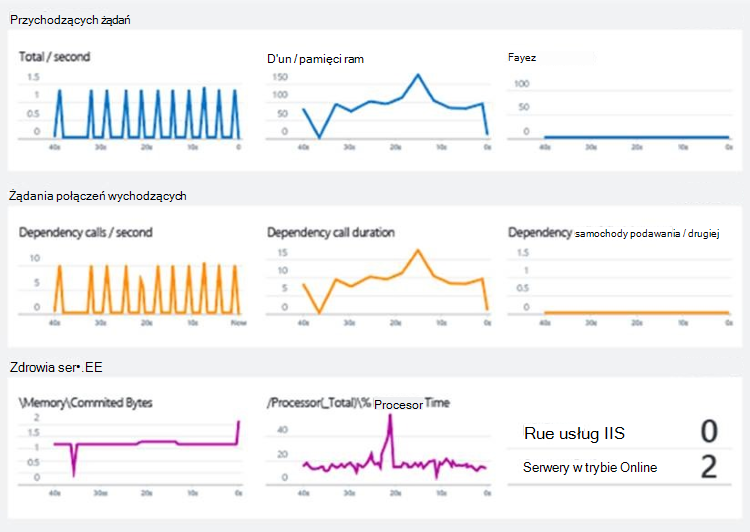 Przychodzących żądań
Total / second
1.5
1
0.5
0
40s 30s 20s 10s 0
D'un / pamięci ram
150
100
50
0
40s 30s 20s 10s 0s
Fayez
100
50
0
40s 30s 20s 10s 0s
Żądania połączeń wychodzących
Dependency calls / second
10
5
0
40s 30s 20s 10s Now
Dependency call duration
15
10
5
0
40s 30s 20s 10s 0s
Dependency samochody podawania / drugiej
1.5
1
0.5
0
40s 30s 20s 10s 0s
Zdrowia ser•.EE
\Memory\Commited Bytes
2
1.5
1
0.5
0
40s 30s 20s 10s 0s
/Processor(_Total)\% Procesor Time
40
20
0
40s 30s 20s 10s 0s
Rue usług IIS 0
Serwery w trybie Online 2